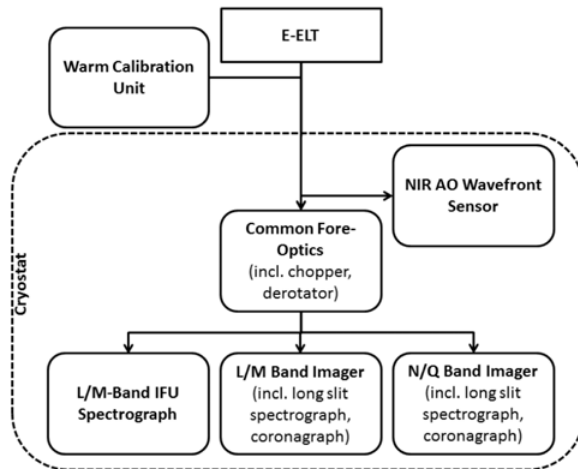 E-ELT
Warm Calibration
Unit
NIR AO Wavefront
Sensor
Common Fore-
Optics
(incl. chopper,
derotator)
Cryostat
L/M-Band IFU
Spectrograph
L/M Band Imager
(incl. long slit
spectrograph,
coronagraph)
N/Q Band Imager
(incl. long slit
spectrograph,
coronagraph)